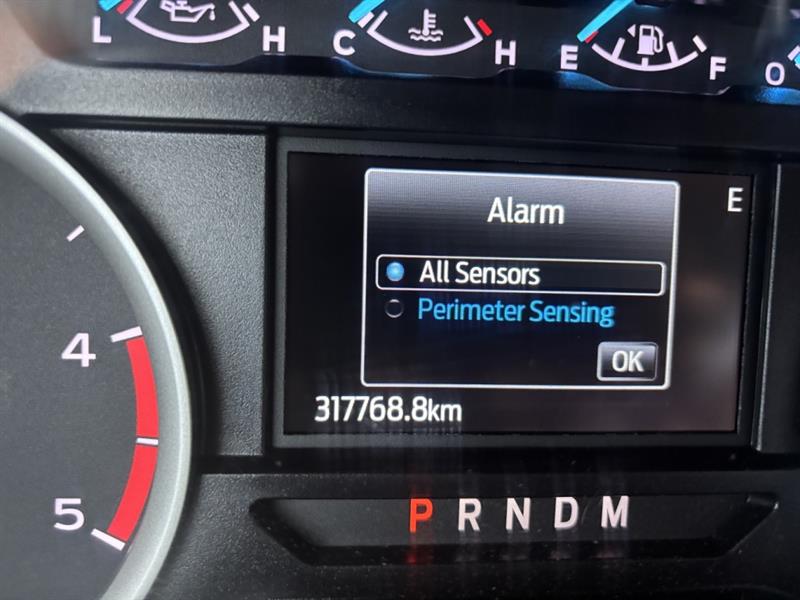 L H C H E F O
Alarm
E
All Sensors
Perimeter Sensing
OK
317768.8km
4
5
P R N D M